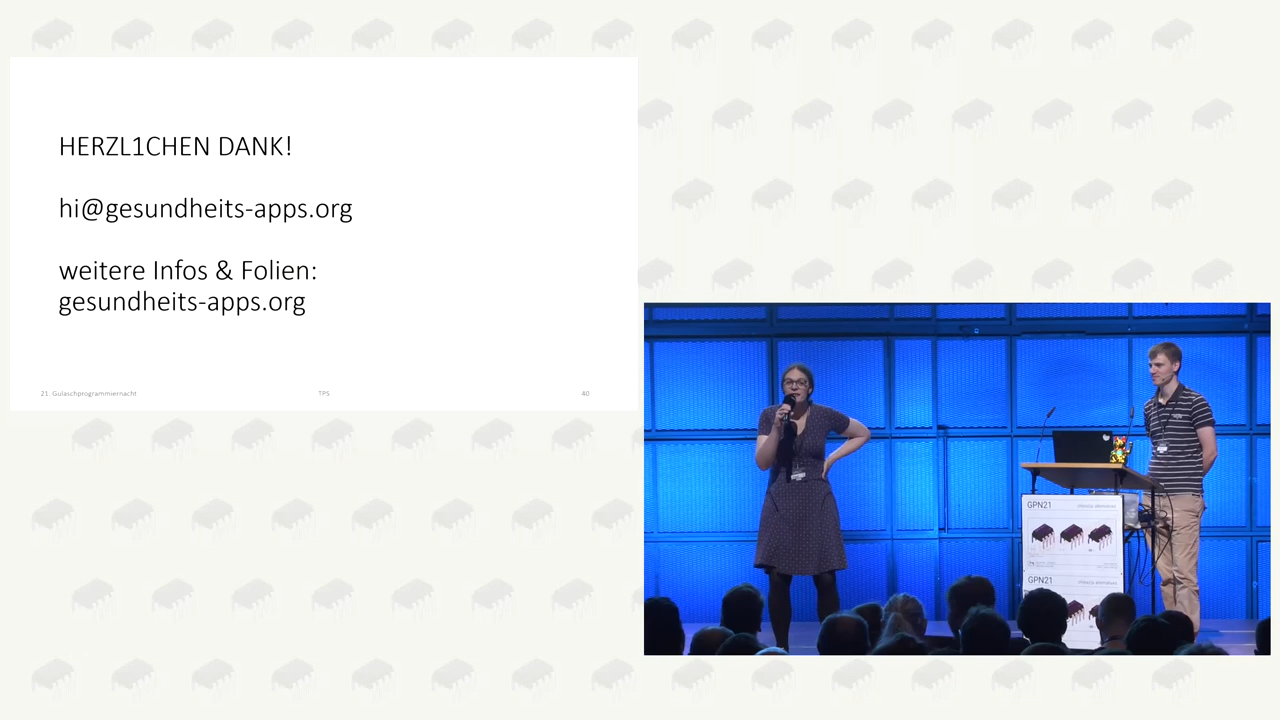 HERZL1CHEN DANK!
hi@gesundheits-apps.org
weitere Infos & Folien:
gesundheits-apps.org
21. Gulaschprogrammiernacht
TPS
40
GPN21
GPN21